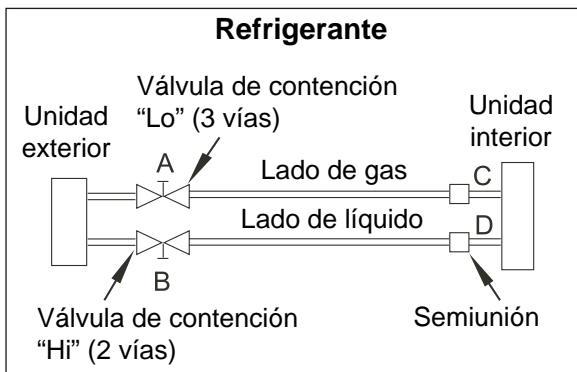 Refrigerante
Válvula de contención
“Lo” (3 vías)
Unidad
exterior
Unidad
interior
A
Lado de gas
C
Lado de líquido
D
B
Válvula de contención
“Hi” (2 vías)
Semiunión